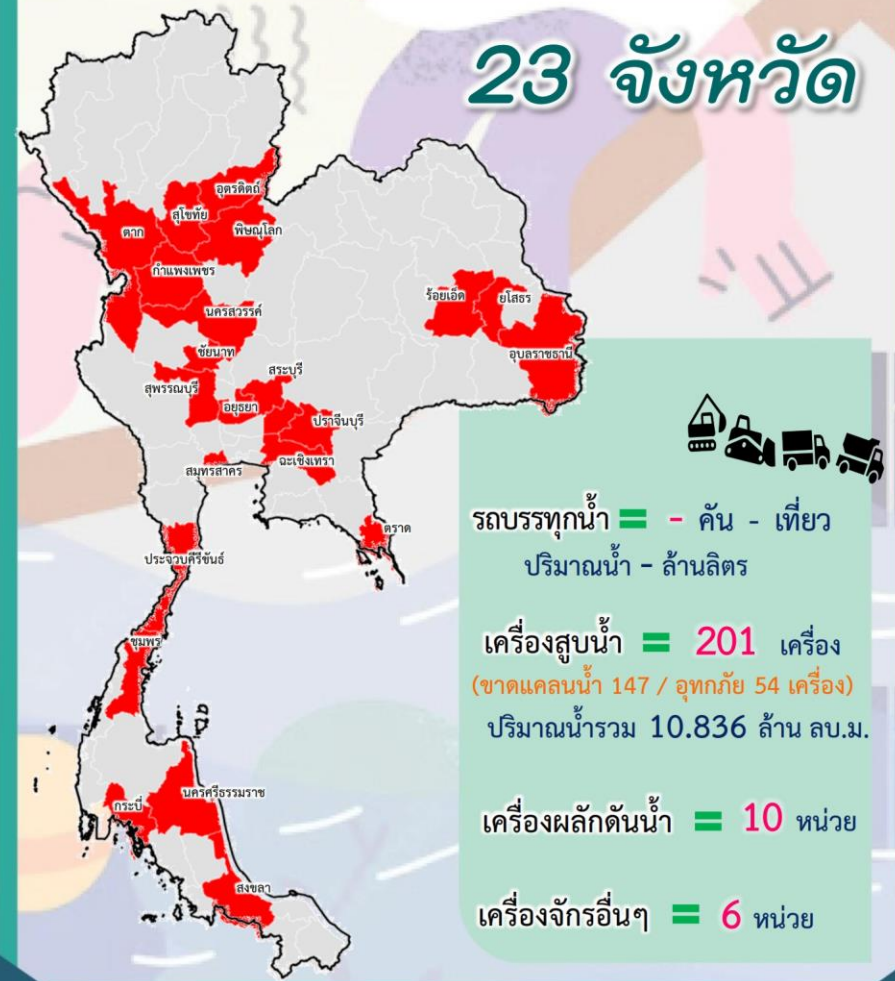 23 จังหวัด
อุตรดิตถ์
สุโขทัย
ตาก
พิษณุโลก
กำแพงเพชร
นครสวรรค์
ร้อยเอ็ด
ยโสธร
อุบลราชธานี
ชัยนาท
สระบุรี
สุพรรณบุรี
อยุธยา
ปราจีนบุรี
ฉะเชิงเทรา
สมุทรสาคร
ตราด
ประจวบคีรีขันธ์
ชุมพร
นครศรีธรรมราช
กระบี่
สงขลา
รถบรรทุกน้ำ = - คัน - เที่ยว
ปริมาณน้ำ - ล้านลิตร
เครื่องสูบน้ำ = 201 เครื่อง
(ขาดแคลนน้ำ 147 / อุทกภัย 54 เครื่อง)
ปริมาณน้ำรวม 10.836 ล้าน ลบ.ม.
เครื่องผลักดันน้ำ = 10 หน่วย
เครื่องจักรอื่นๆ = 6 หน่วย